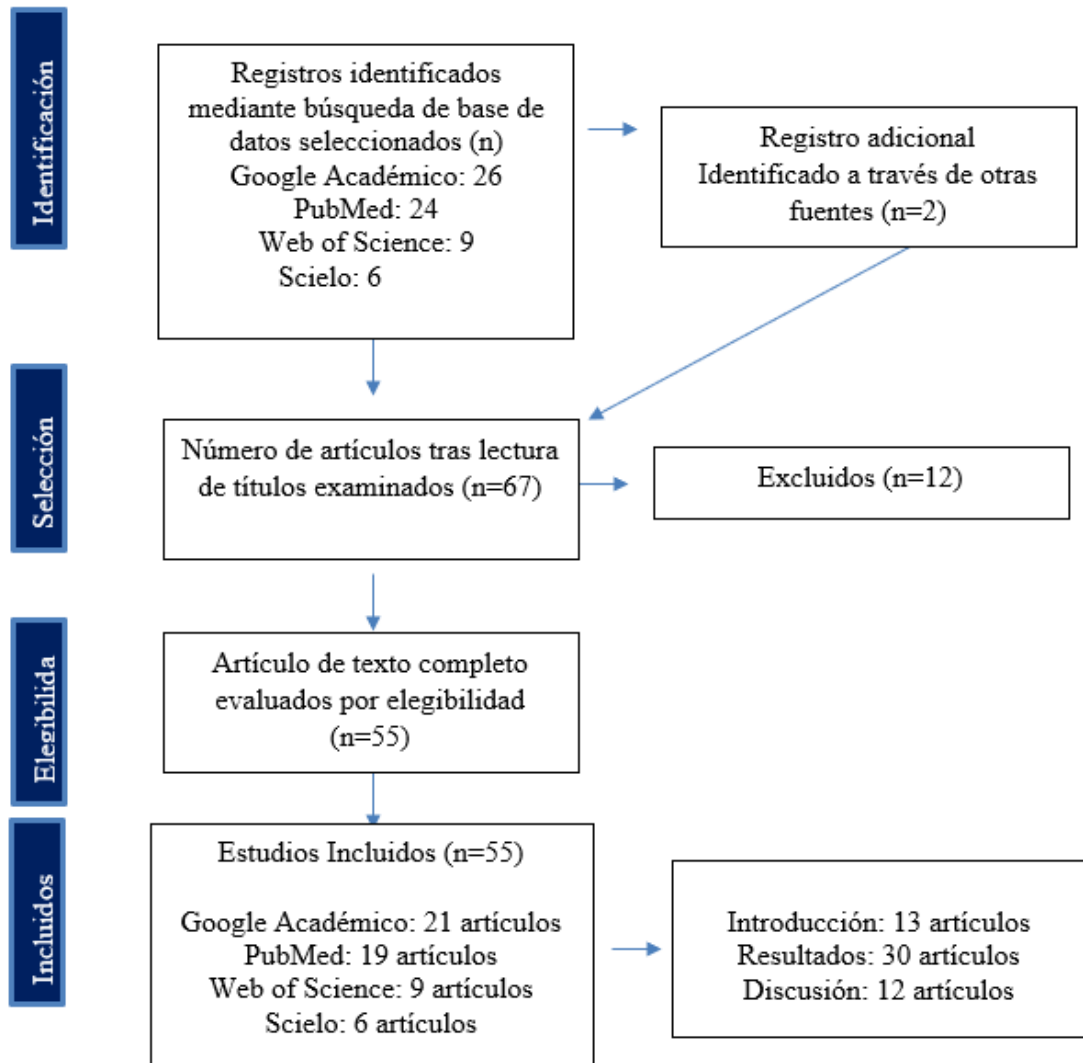 Identificación
Registros identificados
mediante búsqueda de base de
datos seleccionados (n)
Google Académico: 26
PubMed: 24
Web of Science: 9
Scielo: 6
Registro adicional
Identificado a través de otras
fuentes (n=2)
Selección
Número de artículos tras lectura
de títulos examinados (n=67)
Excluidos (n=12)
Elegibilida
Artículo de texto completo
evaluados por elegibilidad
(n=55)
Incluidos
Estudios Incluidos (n=55)
Google Académico: 21 artículos
PubMed: 19 artículos
Web of Science: 9 artículos
Scielo: 6 artículos
Introducción: 13 artículos
Resultados: 30 artículos
Discusión: 12 artículos